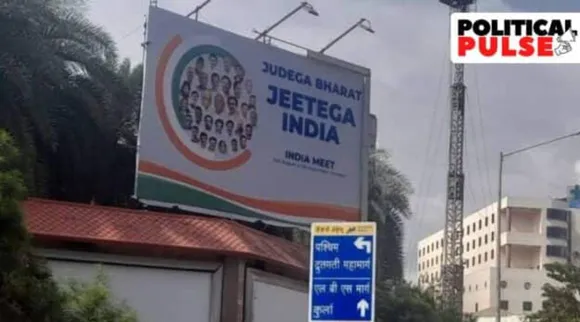 POLITICAL
PULSE
JUDEGA BHARAT
JEETEGA
INDIA
INDIA MEET
पश्चिम
द्रुतगती महामार्ग
एल बी एस मार्ग
कुर्ला